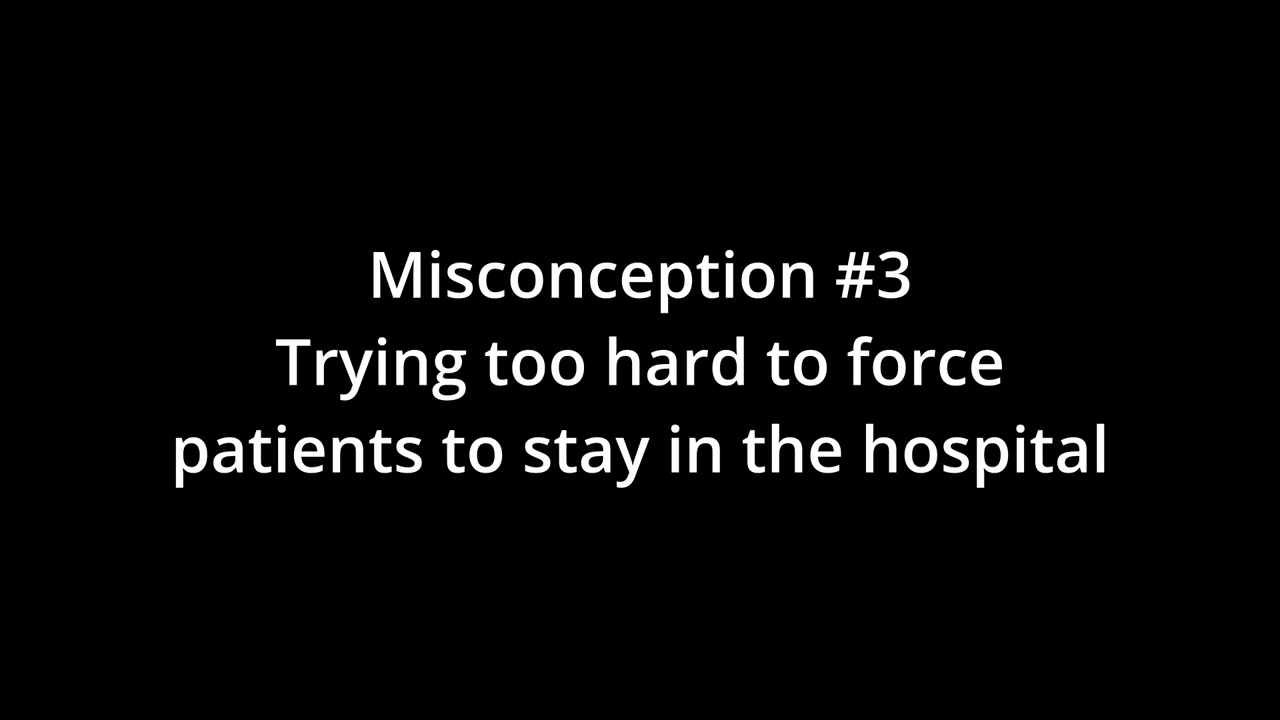 Misconception #3
Trying too hard to force
patients to stay in the hospital